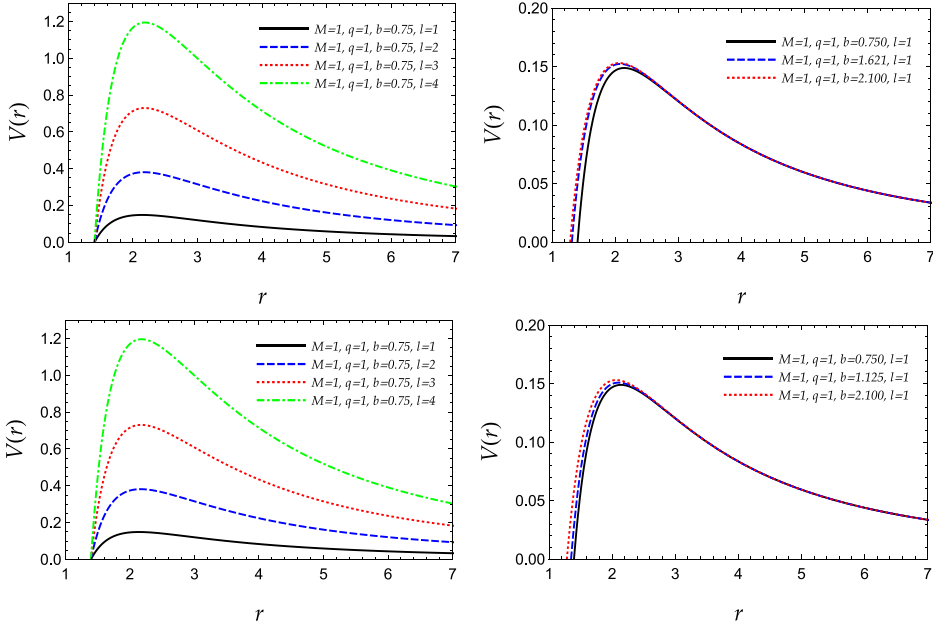 V(r)
1.2
1.0
0.8
0.6
0.4
0.2
0.0
M=1, q=1, b=0.75, l=1
M=1, q=1, b=0.75, l=2
M=1, q=1, b=0.75, l=3
M=1, q=1, b=0.75, l=4
1 2 3 4 5 6 7
r
V(r)
0.20
0.15
0.10
0.05
0.00
M=1, q=1, b=0.750, l=1
M=1, q=1, b=1.621, l=1
M=1, q=1, b=2.100, l=1
1 2 3 4 5 6 7
r
V(r)
1.2
1.0
0.8
0.6
0.4
0.2
0.0
M=1, q=1, b=0.75, l=1
M=1, q=1, b=0.75, l=2
M=1, q=1, b=0.75, l=3
M=1, q=1, b=0.75, l=4
1 2 3 4 5 6 7
r
V(r)
0.20
0.15
0.10
0.05
0.00
M=1, q=1, b=0.750, l=1
M=1, q=1, b=1.125, l=1
M=1, q=1, b=2.100, l=1
1 2 3 4 5 6 7
r